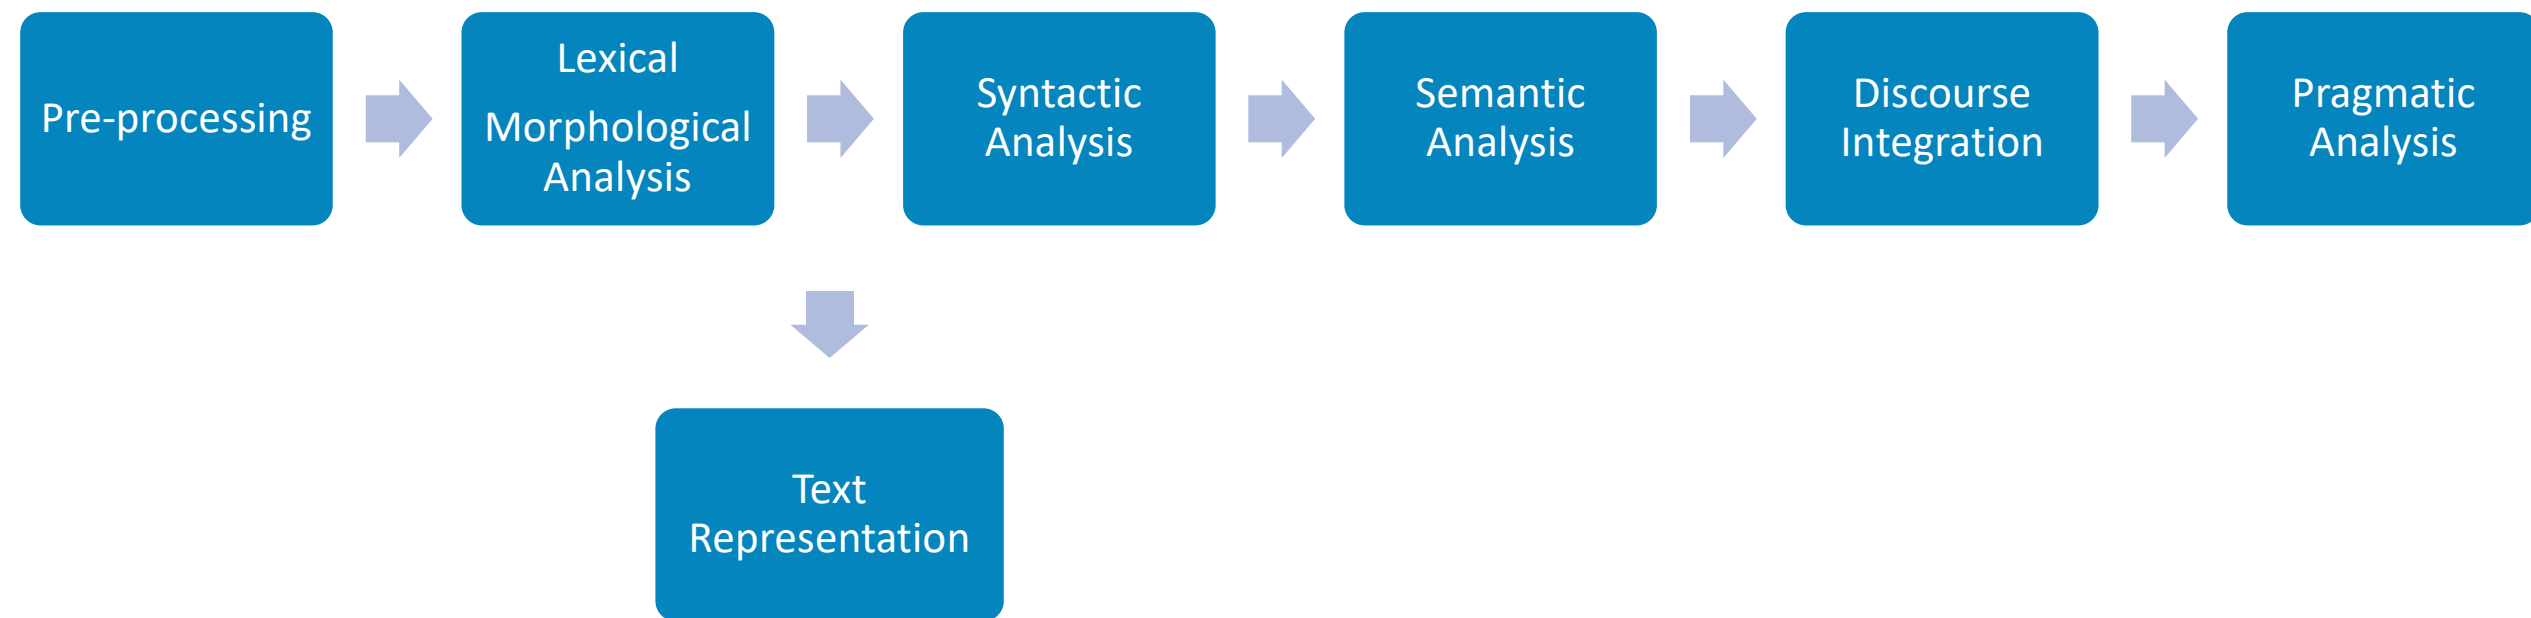 Pre-processing
Lexical
Morphological
Analysis
Syntactic
Analysis
Semantic
Analysis
Discourse
Integration
Pragmatic
Analysis
Text
Representation